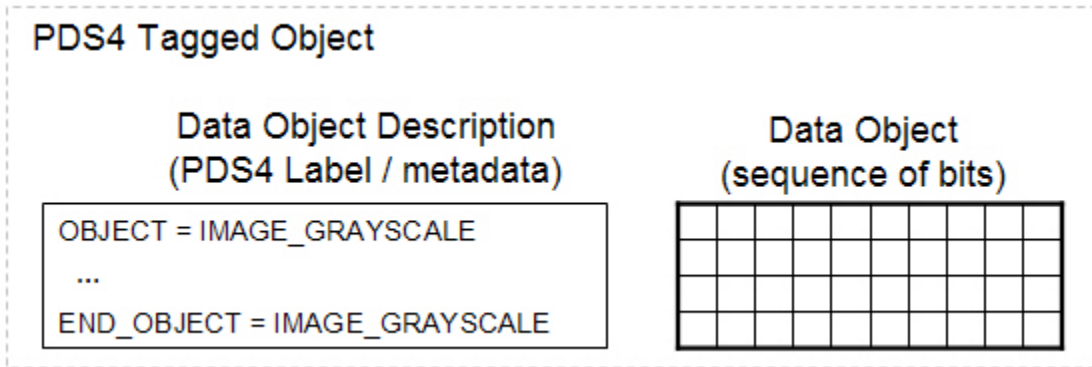 PDS4 Tagged Object
Data Object Description
(PDS4 Label / metadata)
OBJECT = IMAGE_GRAYSCALE
...
END_OBJECT = IMAGE_GRAYSCALE
Data Object
(sequence of bits)